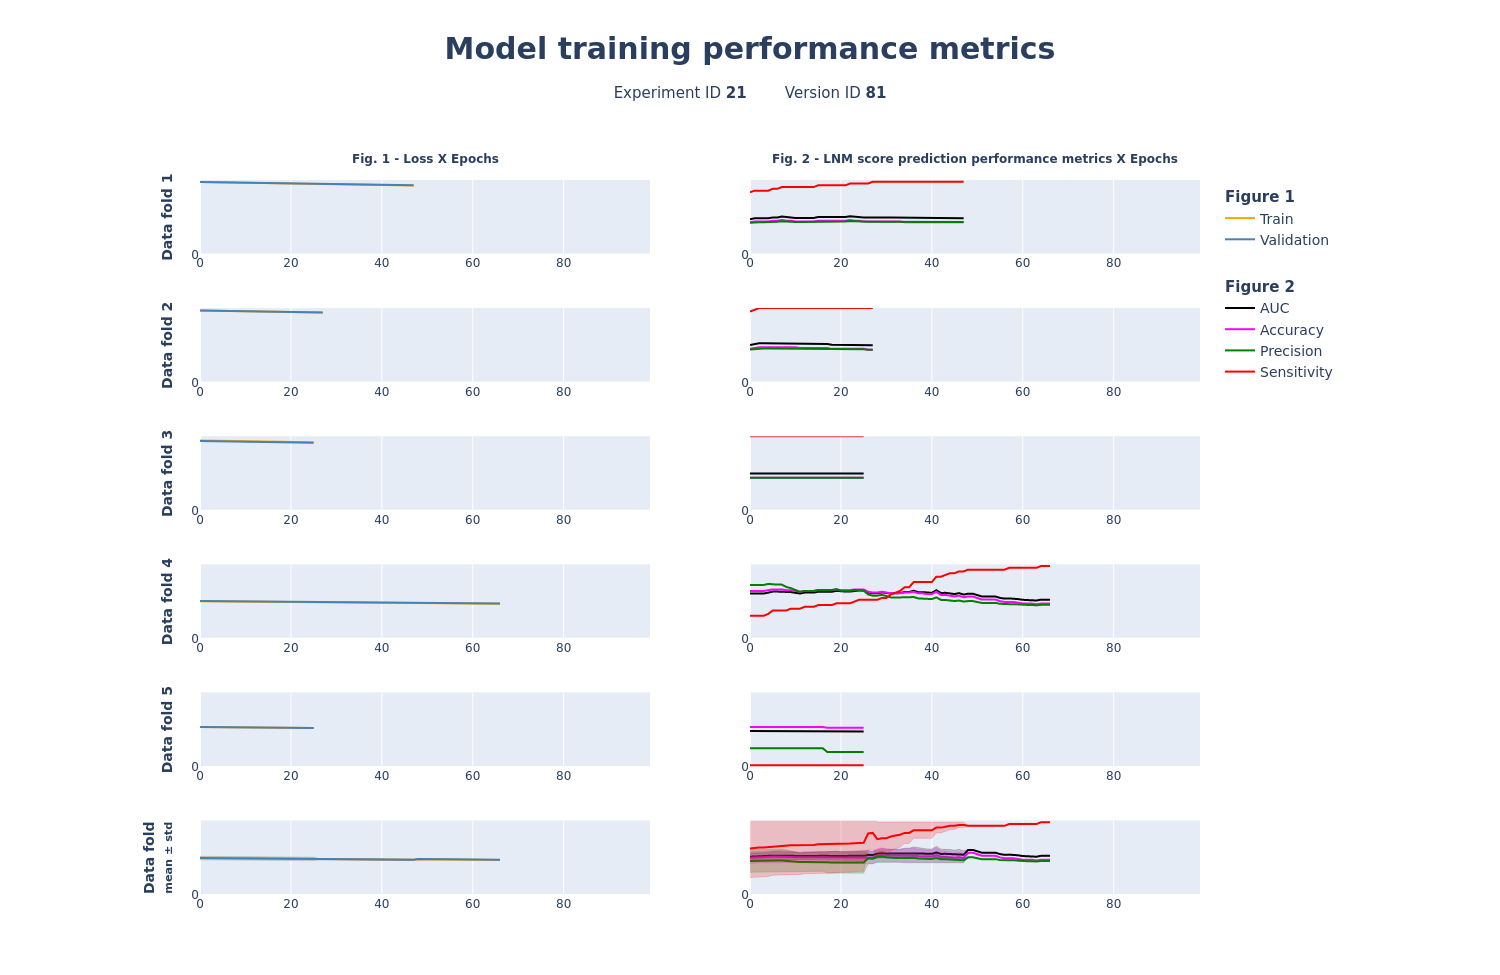 Model training performance metrics
Experiment ID 21 Version ID 81
Fig. 1 - Loss X Epochs
Fig. 2 - LNM score prediction performance metrics X Epochs
Data fold 1
0
0 20 40 60 80
0
0 20 40 60 80
Figure 1
Train
Validation
Figure 2
AUC
Accuracy
Precision
Sensitivity
Data fold 2
0
0 20 40 60 80
0
0 20 40 60 80
Data fold 3
0
0 20 40 60 80
0
0 20 40 60 80
Data fold 4
0
0 20 40 60 80
0
0 20 40 60 80
Data fold 5
0
0 20 40 60 80
0
0 20 40 60 80
Data fold
mean ± std
0
0 20 40 60 80
0
0 20 40 60 80